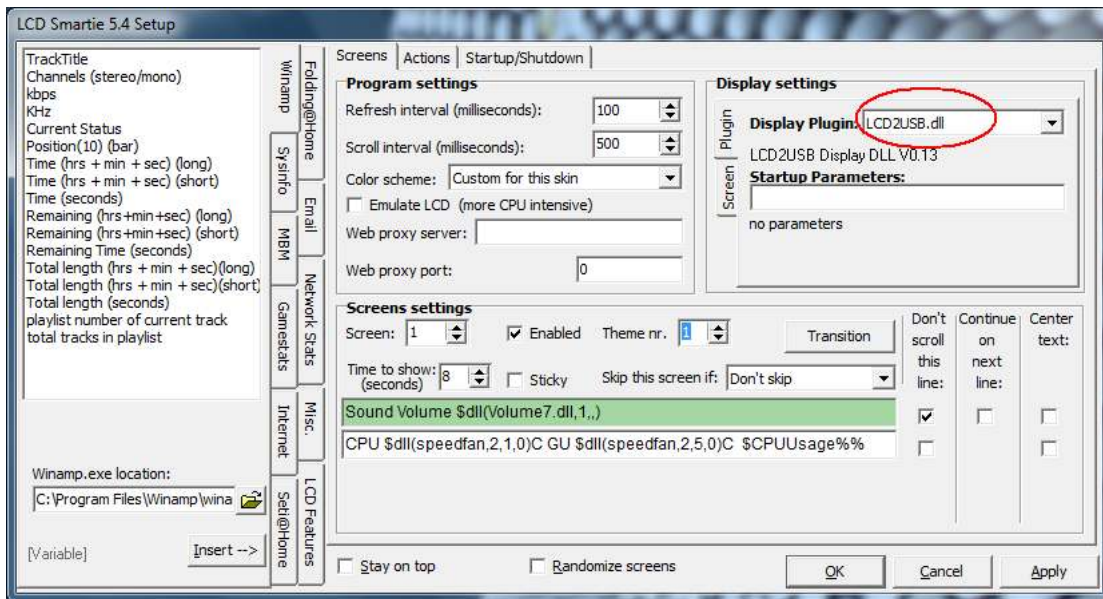 LCD Smartie 5.4 Setup
TrackTitle
Channels (stereo/mono)
kbps
KHz
Current Status
Position(10) (bar)
Time (hrs + min + sec) (long)
Time (hrs + min + sec) (short)
Time (seconds)
Remaining (hrs+min+sec) (long)
Remaining (hrs+min+sec) (short)
Remaining Time (seconds)
Total length (hrs + min + sec)(long)
Total length (hrs + min + sec)(short)
Total length (seconds)
playlist number of current track
total tracks in playlist
Winamp.exe location:
C:\Program Files\Winamp\wina
[Variable]
Insert -->
Winamp
Sysinfo
MBM
Gamestats
Internet
Seti@Home
Folding@Home
Email
Network Stats
Misc.
LCD Features
Screens
Actions
Startup/Shutdown
Program settings
Refresh interval (milliseconds):
100
Scroll interval (milliseconds):
500
Color scheme:
Custom for this skin
Emulate LCD (more CPU intensive)
Web proxy server:
Web proxy port:
0
Display settings
Plugin
Screen
Display Plugin:
LCD2USB.dll
LCD2USB Display DLL V0.13
Startup Parameters:
no parameters
Screens settings
Screen:
1
Enabled
Theme nr.
1
Transition
Time to show:
(seconds)
8
Sticky
Skip this screen if:
Don't skip
Don't
scroll
this
line:
Continue
on
next
line:
Center
text:
Sound Volume $dll(Volume7.dll,1,,)
CPU $dll(speedfan,2,1,0)C GU $dll(speedfan,2,5,0)C $CPUUsage%%
Stay on top
Randomize screens
OK
Cancel
Apply